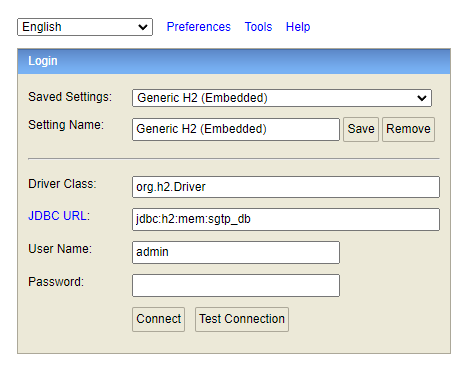 English Preferences Tools Help
Login
Saved Settings: Generic H2 (Embedded)
Setting Name: Generic H2 (Embedded) Save Remove
Driver Class: org.h2.Driver
JDBC URL: jdbc:h2:mem:sgtp_db
User Name: admin
Password:
Connect Test Connection